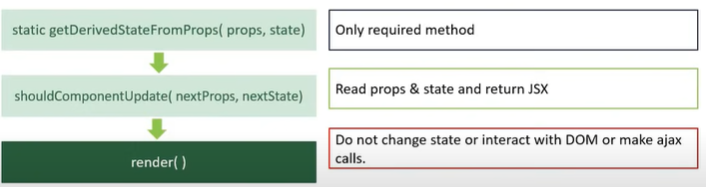 static getDerivedStateFromProps( props, state)
Only required method
shouldComponentUpdate( nextProps, nextState)
Read props & state and return JSX
render( )
Do not change state or interact with DOM or make ajax
calls.